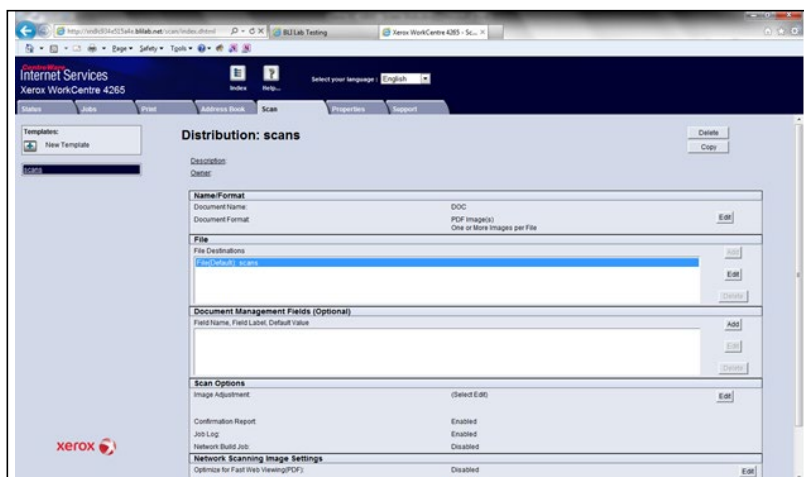 BLI Lab Testing
Xerox WorkCentre 4265 - Sc...
Page Safety Tools
CentreWare
Internet Services
Xerox WorkCentre 4265
Index Help...
Select your language : English
Status Jobs Print Address Book Scan Properties Support
Templates:
New Template
scans
Distribution: scans
Delete
Copy
Description:
Owner:
Name/Format
Document Name: DOC
Document Format PDF Image(s)
One or More Images per File
Edit
File
File Destinations
Add
File(Default): scans
Edit
Delete
Document Management Fields (Optional)
Field Name, Field Label, Default Value
Add
Edit
Delete
Scan Options
Image Adjustment (Select Edit) Edit
Confirmation Report Enabled
Job Log: Enabled
Network Build Job: Disabled
Network Scanning Image Settings
Optimize for Fast Web Viewing(PDF): Disabled Edit
xerox